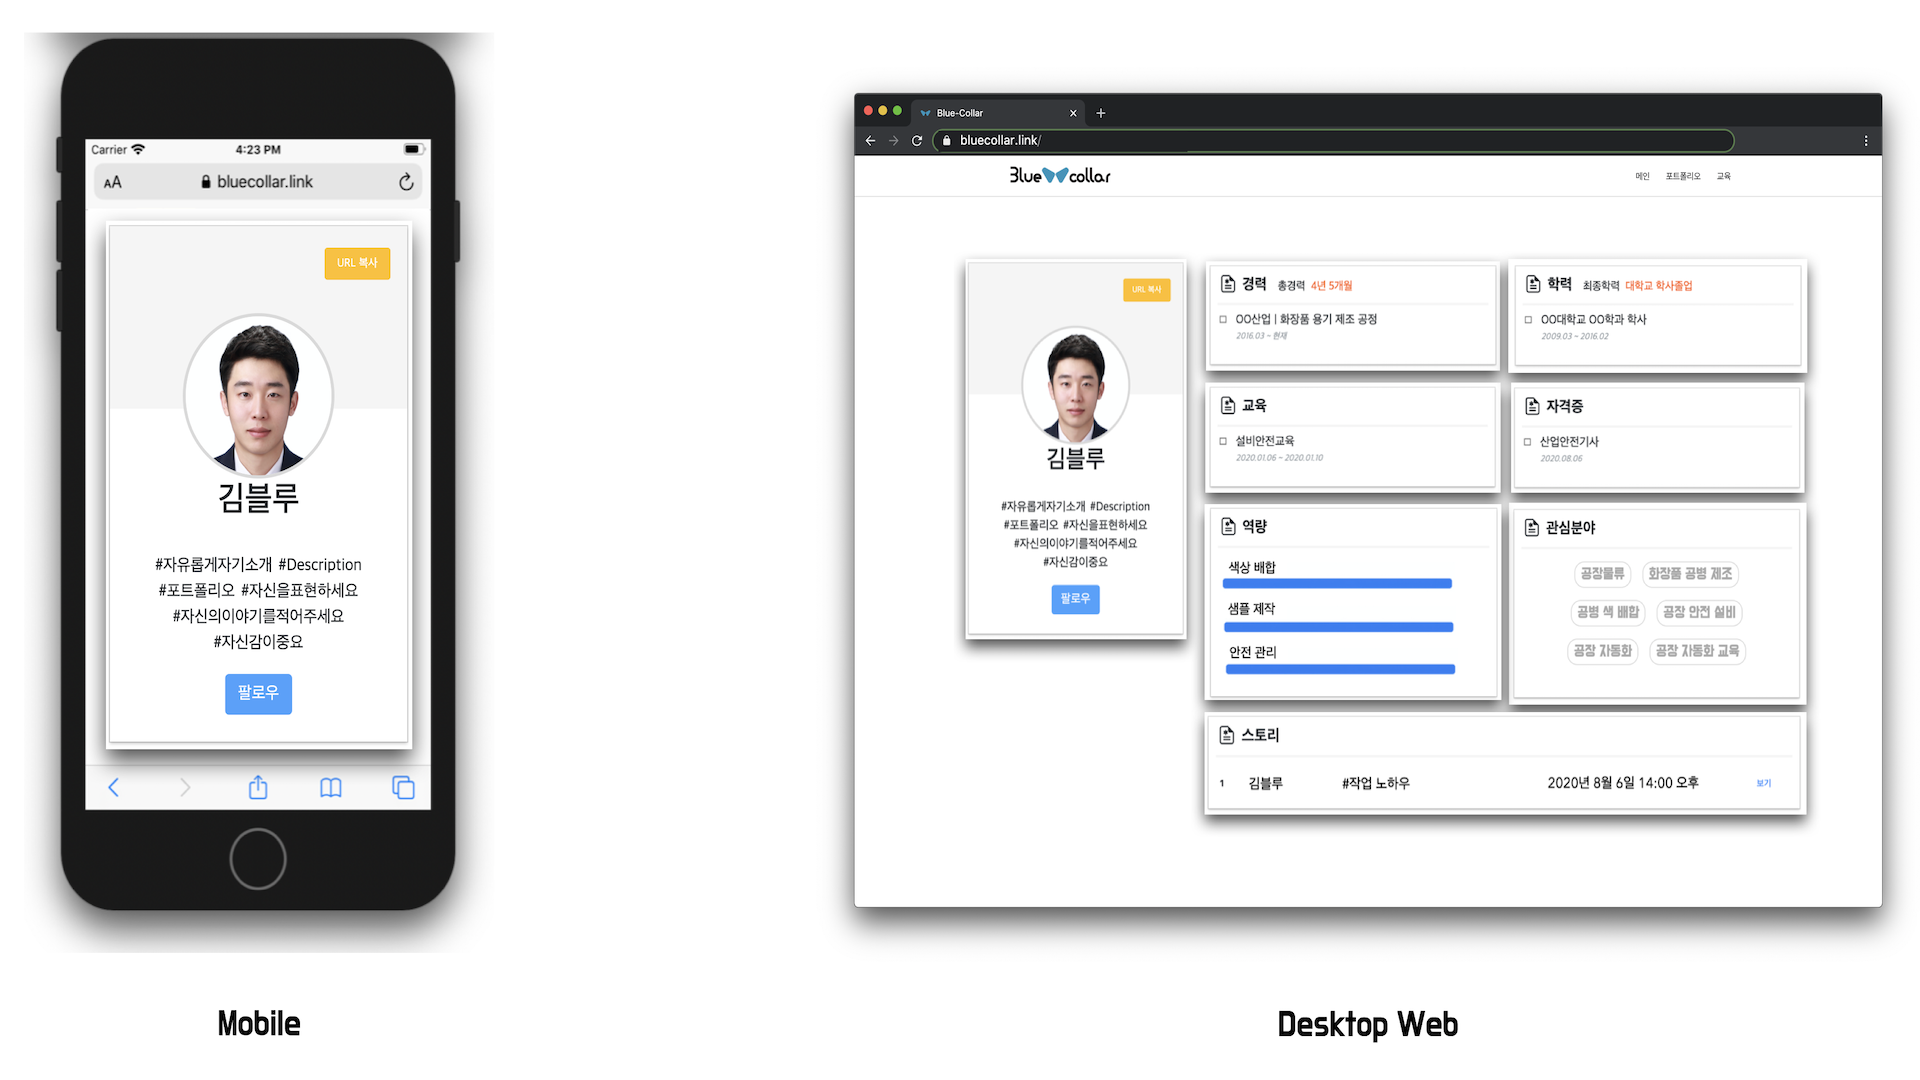 Carrier
4:23 PM
AA
bluecollar.link
URL 복사
김블루
#자유롭게자기소개 #Description
#포트폴리오 #자신을표현하세요
#자신의이야기를적어주세요
#자신감이중요
팔로우
Mobile
Blue-Collar
bluecollar.link/
Blue collar
메인 포트폴리오 교육
URL 복사
김블루
#자유롭게자기소개 #Description
#포트폴리오 #자신을표현하세요
#자신의이야기를적어주세요
#자신감이중요
팔로우
경력 총경력 4년 5개월
OO산업 | 화장품 용기 제조 공정
2016.03 ~ 현재
학력 최종학력 대학교 학사졸업
OO대학교 OO학과 학사
2009.03 ~ 2016.02
교육
설비안전교육
2020.01.06 ~ 2020.01.10
자격증
산업안전기사
2020.08.06
역량
색상 배합
샘플 제작
안전 관리
관심분야
공장물류 화장품 공병 제조
공병 색 배합 공장 안전 설비
공장 자동화 공장 자동화 교육
스토리
1 김블루 #작업 노하우 2020년 8월 6일 14:00 오후 보기
Desktop Web